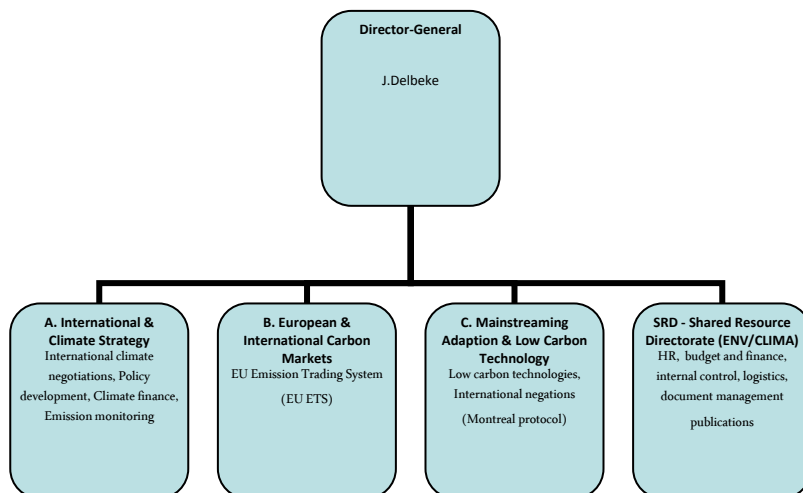 Director-General
J.Delbeke
A. International &
Climate Strategy
International climate
negotiations, Policy
development, Climate finance,
Emission monitoring
B. European &
International Carbon
Markets
EU Emission Trading System
(EU ETS)
C. Mainstreaming
Adaption & Low Carbon
Technology
Low carbon technologies,
International negations
(Montreal protocol)
SRD - Shared Resource
Directorate (ENV/CLIMA)
HR, budget and finance,
internal control, logistics,
document management
publications